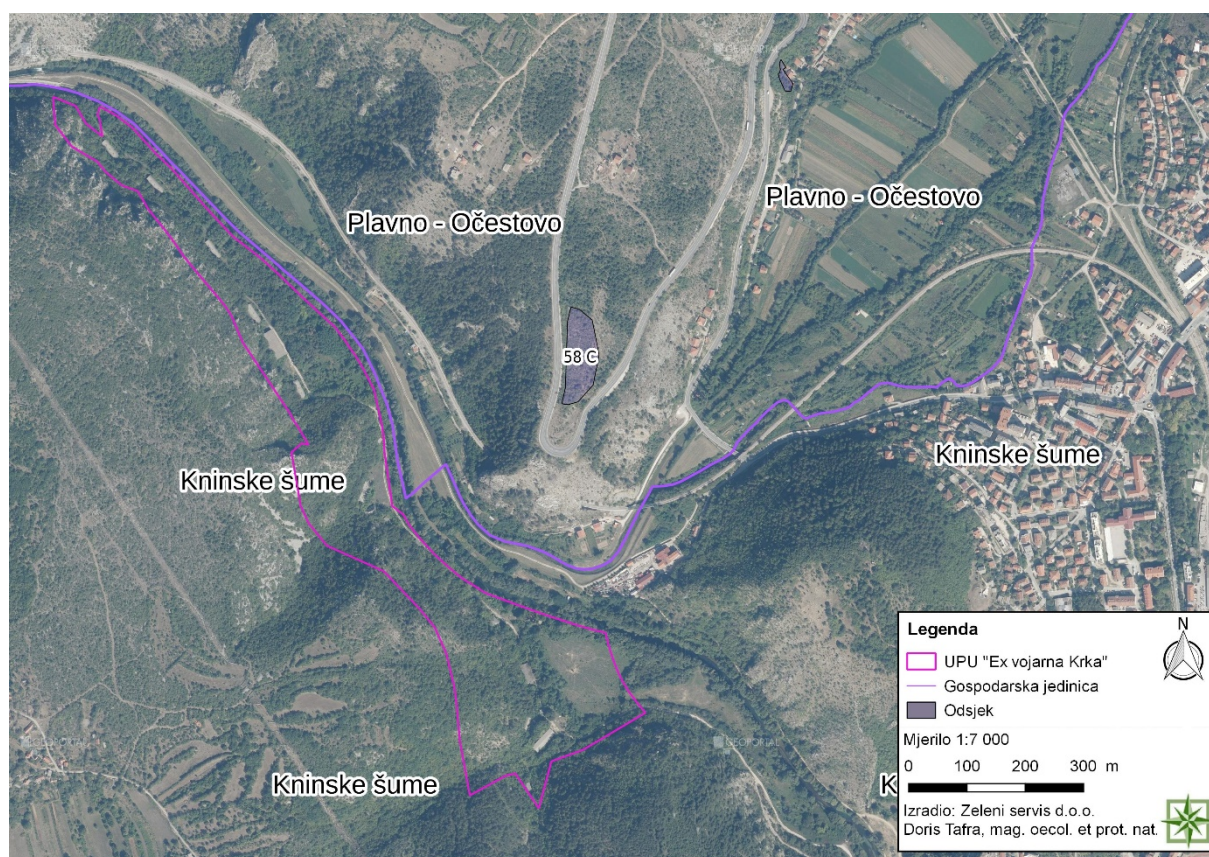 Plavno - Očestovo
Plavno - Očestovo
58 C
Kninske šume
Kninske šume
Kninske šume
K
GEOPORTAL
Legenda
N
UPU "Ex vojarna Krka"
Gospodarska jedinica
Odsjek
Mjerilo 1:7 000
0 100 200 300 m
Izradio: Zeleni servis d.o.o.
Doris Tafra, mag. oecol. et prot. nat.